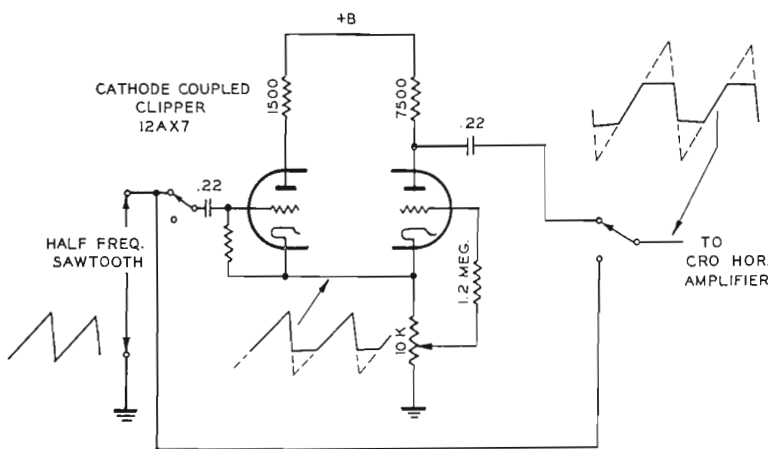 +B
CATHODE COUPLED
CLIPPER
12AX7
1500
7500
.22
.22
HALF FREQ.
SAWTOOTH
1.2 MEG.
10 K
TO
CRO HOR.
AMPLIFIER